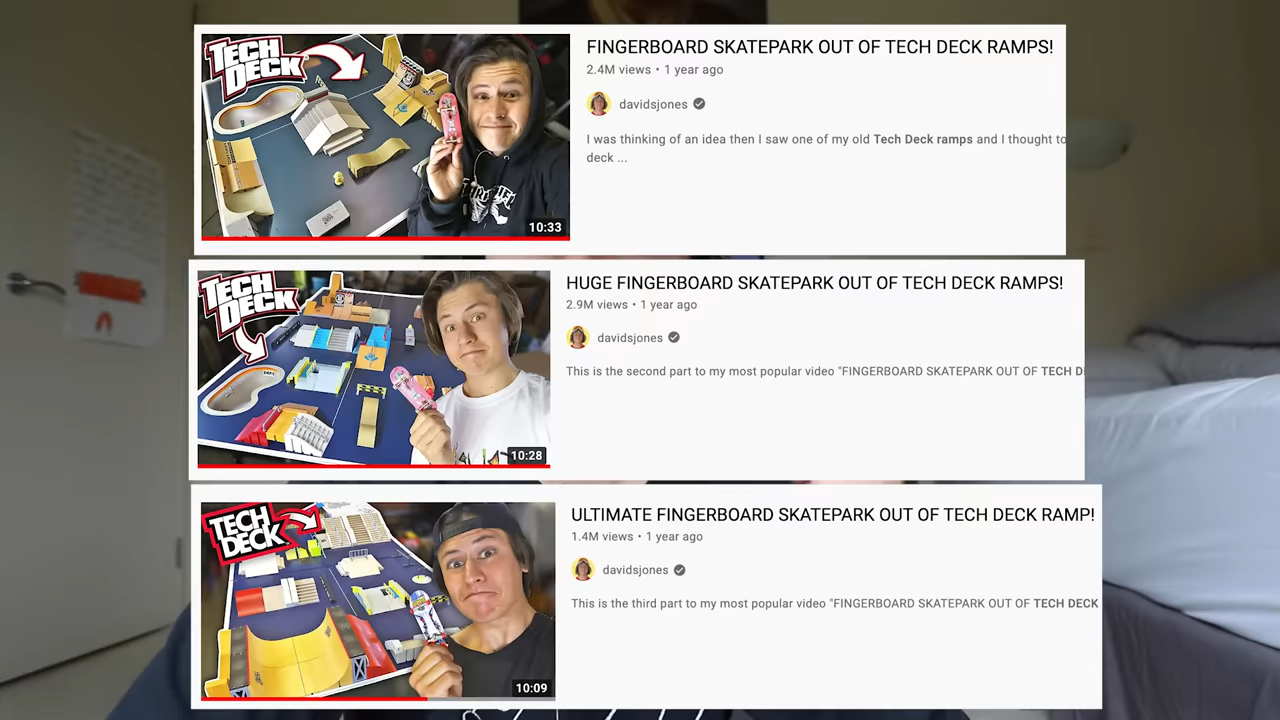 TECH
DECK
10:33
FINGERBOARD SKATEPARK OUT OF TECH DECK RAMPS!
2.4M views • 1 year ago
davidsjones
I was thinking of an idea then I saw one of my old Tech Deck ramps and I thought to
deck ...
TECH
DECK
10:28
HUGE FINGERBOARD SKATEPARK OUT OF TECH DECK RAMPS!
2.9M views • 1 year ago
davidsjones
This is the second part to my most popular video "FINGERBOARD SKATEPARK OUT OF TECH D
TECH
DECK
10:09
ULTIMATE FINGERBOARD SKATEPARK OUT OF TECH DECK RAMP!
1.4M views • 1 year ago
davidsjones
This is the third part to my most popular video "FINGERBOARD SKATEPARK OUT OF TECH DECK